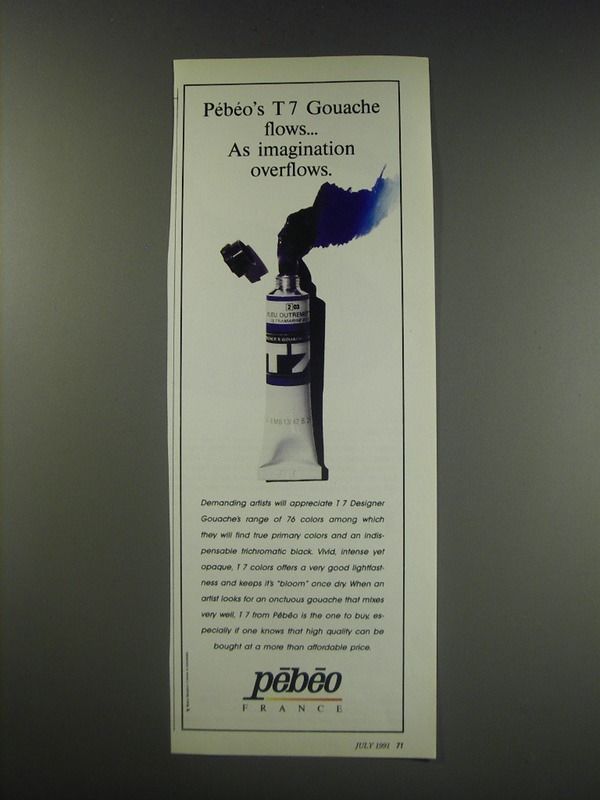 Pébéo's T 7 Gouache
flows...
As imagination
overflows.
2 03
BLEU OUTREMER
T7
Demanding artists will appreciate T 7 Designer
Gouache's range of 76 colors among which
they will find true primary colors and an indis-
pensable trichromatic black. Vivid, intense yet
opaque, T 7 colors offers a very good lightfast-
ness and keeps it's "bloom" once dry. When an
artist looks for an onctuous gouache that mixes
very well, T 7 from Pébéo is the one to buy, es-
pecially if one knows that high quality can be
bought at a more than affordable price.
pēbēo
FRANCE
JULY 1991 71